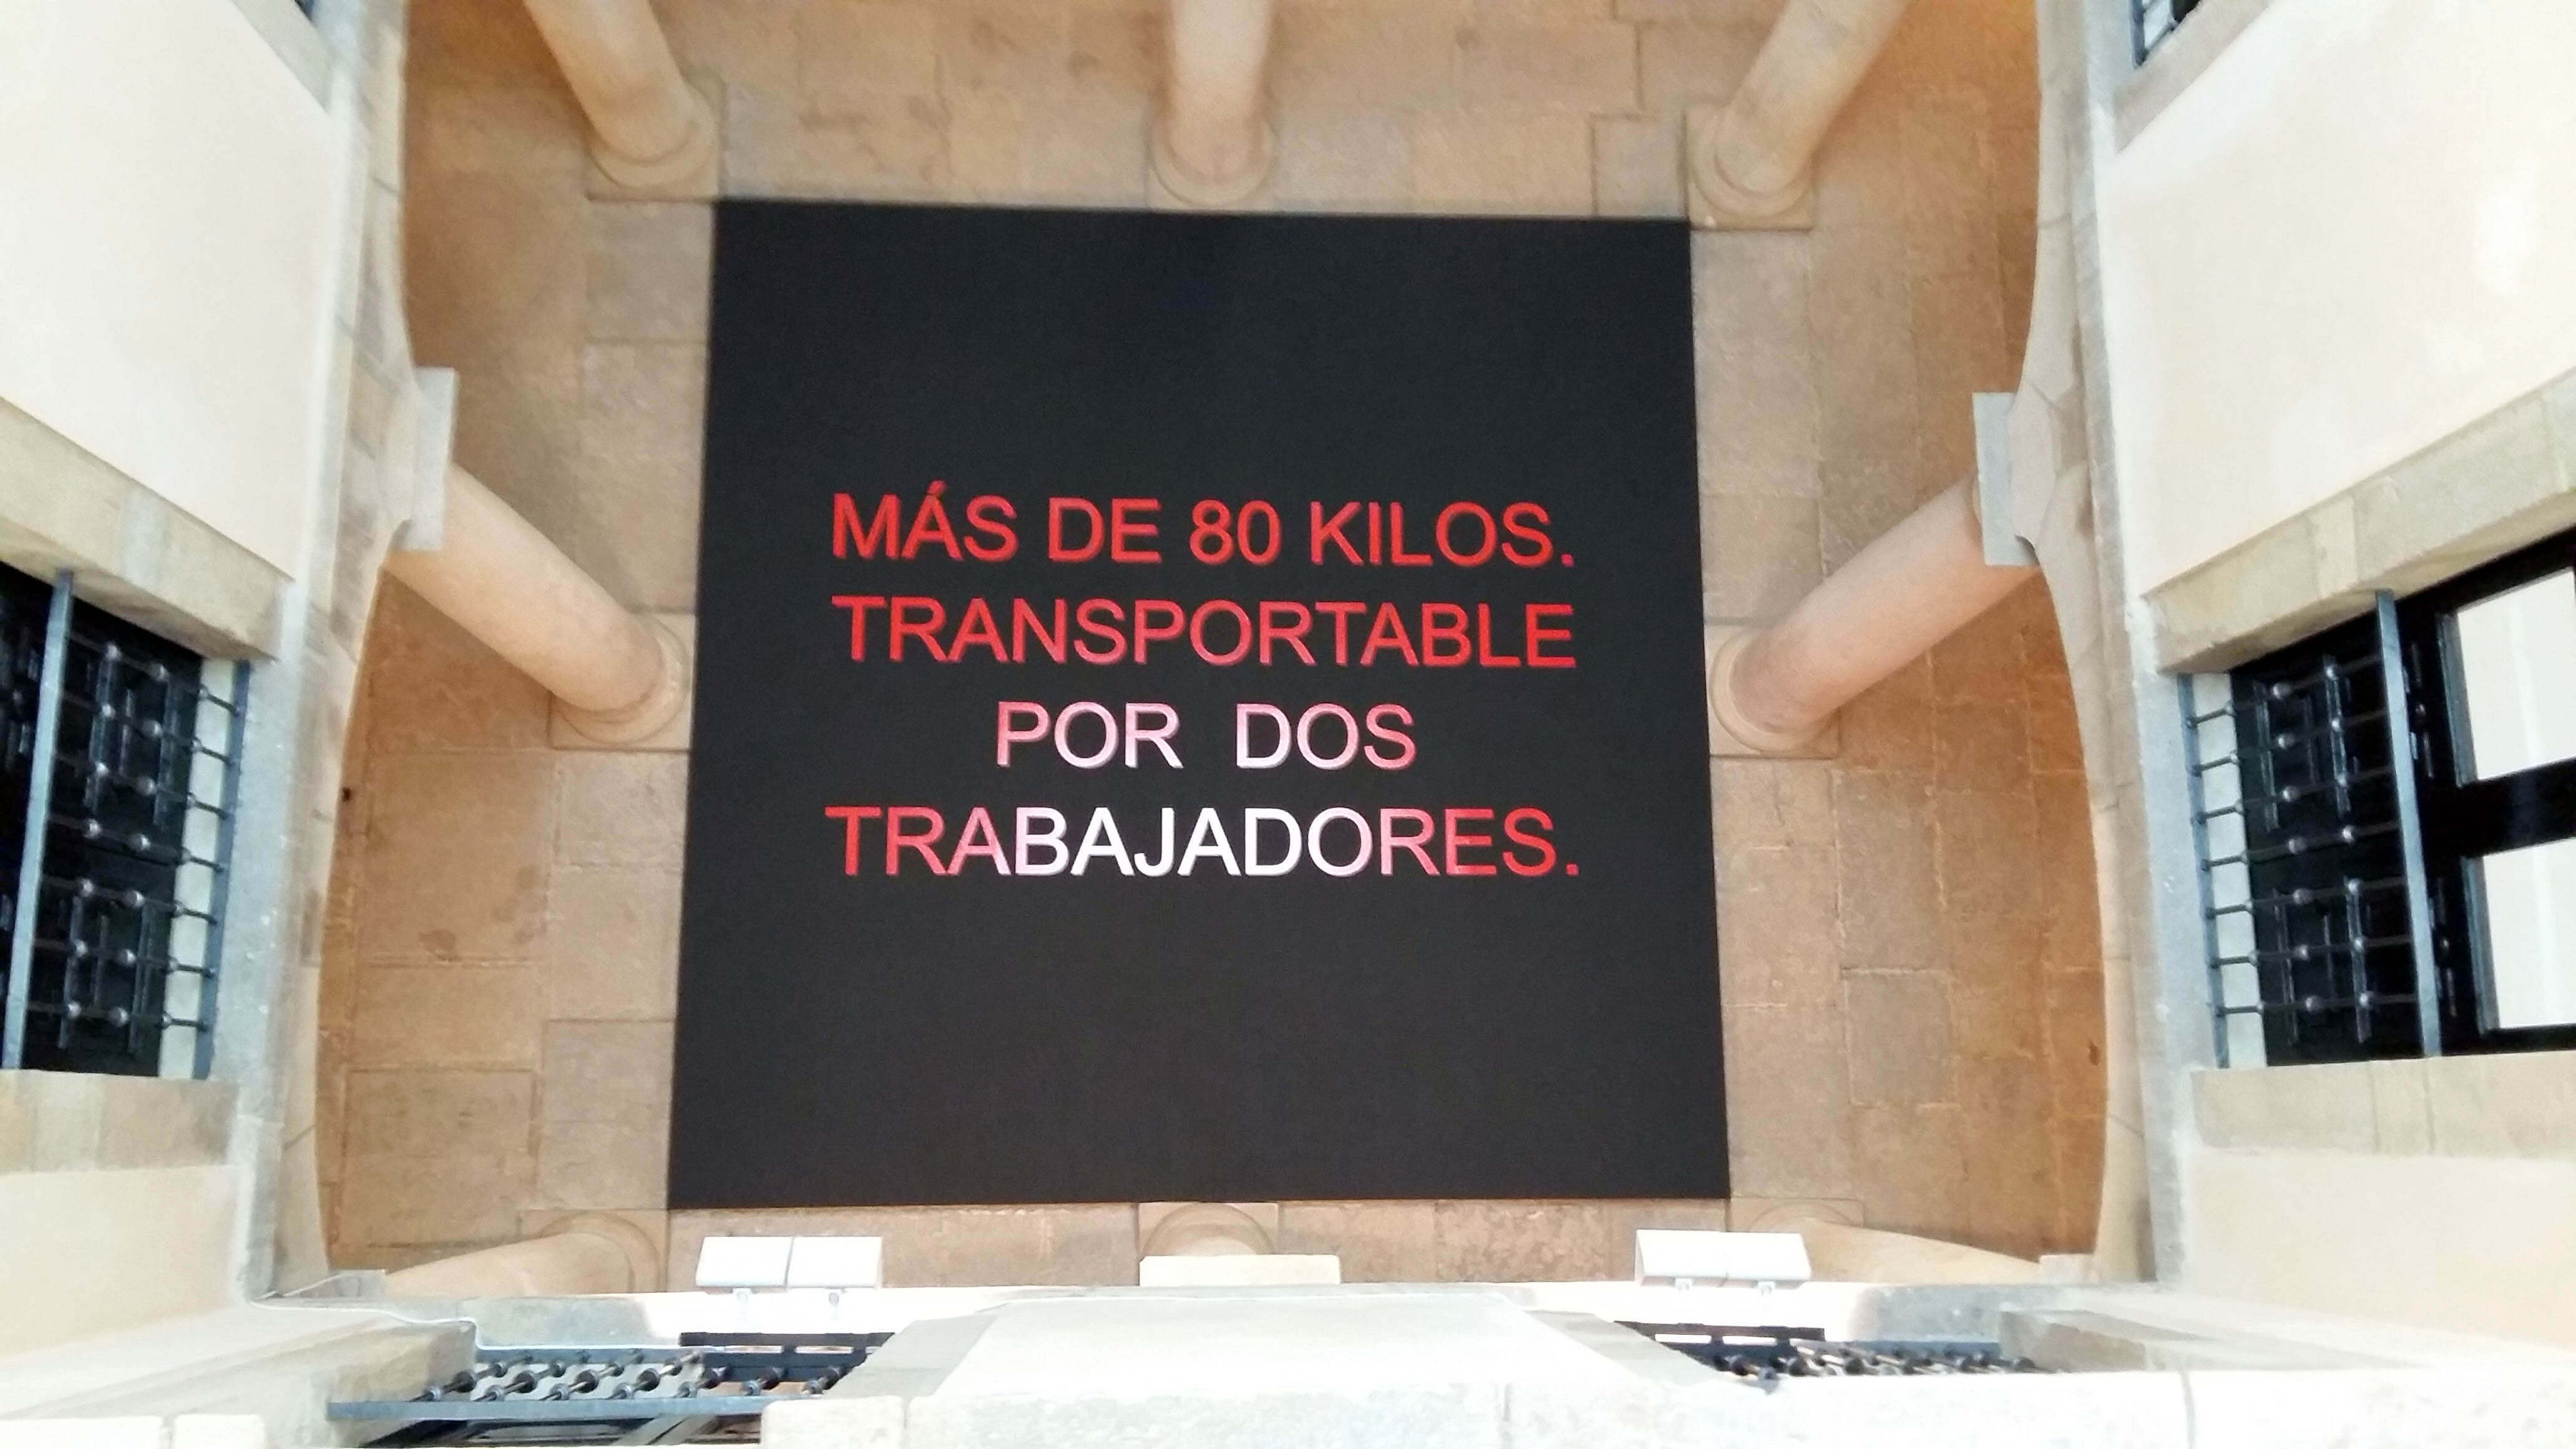 MÁS DE 80 KILOS.
TRANSPORTABLE
POR DOS
TRABAJADORES.